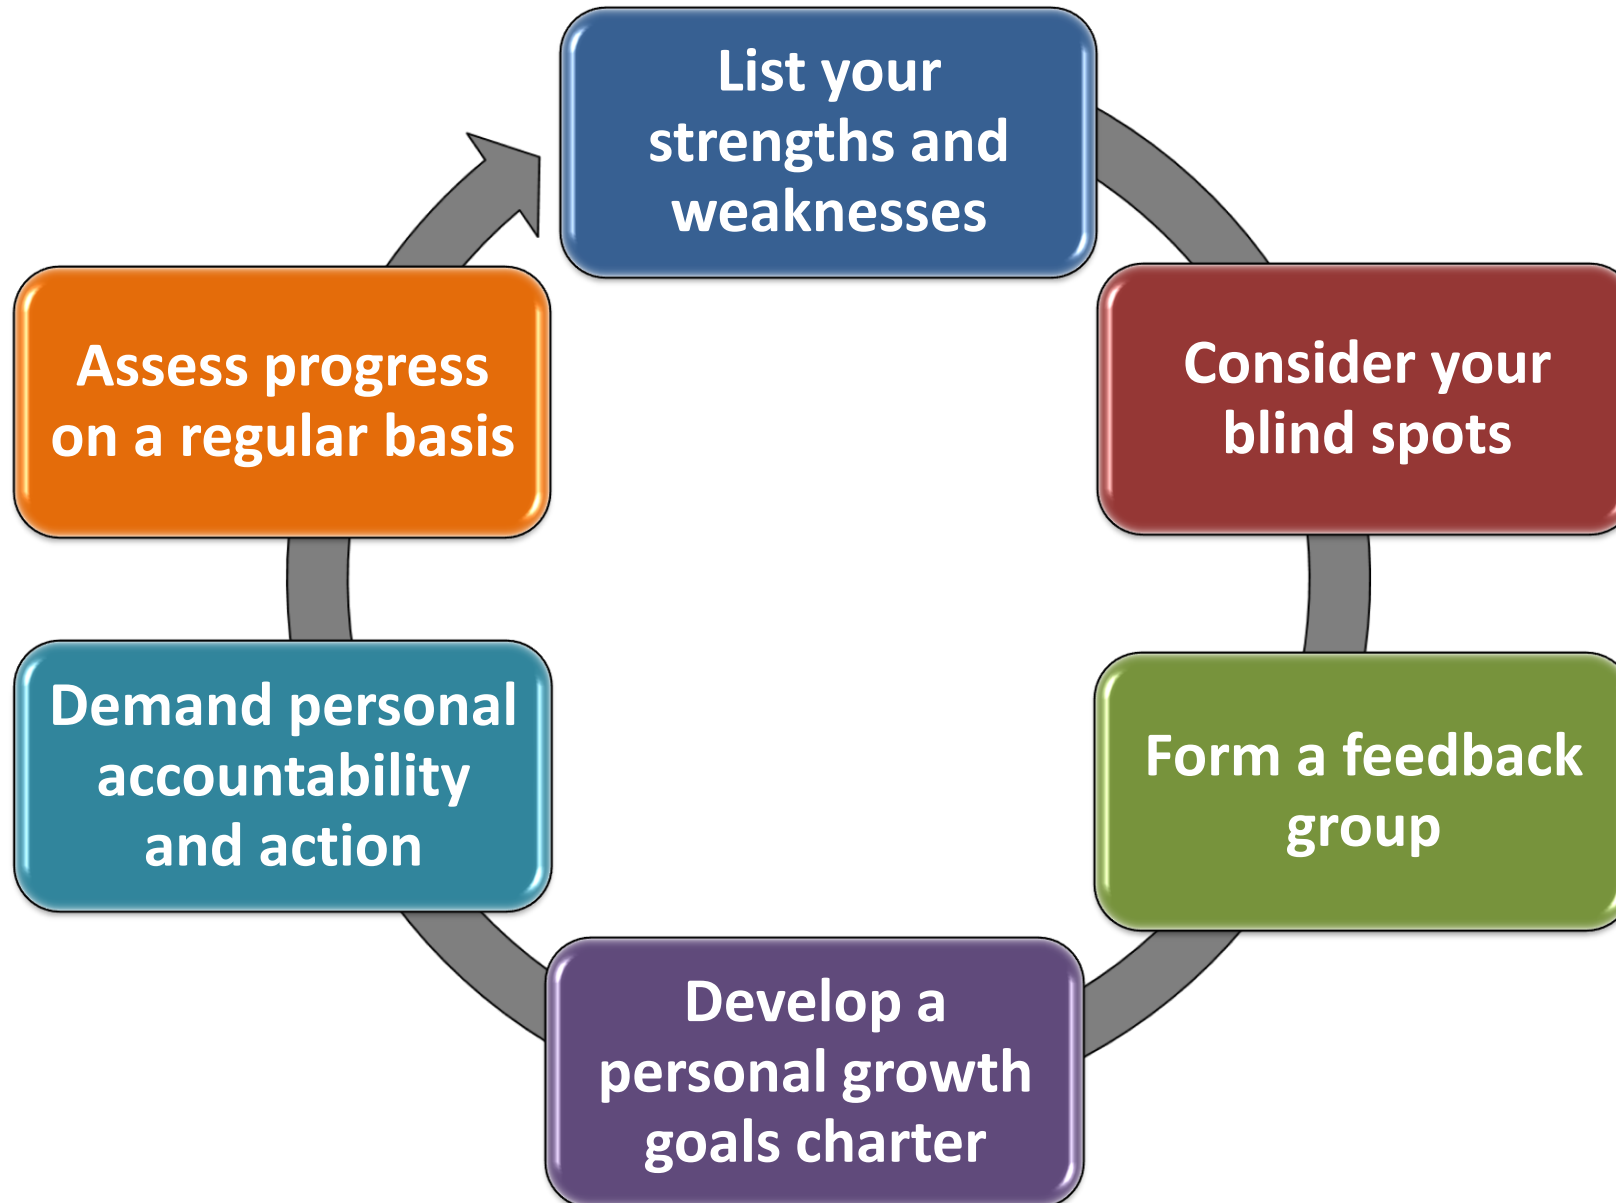 List your
strengths and
weaknesses
Consider your
blind spots
Form a feedback
group
Develop a
personal growth
goals charter
Demand personal
accountability
and action
Assess progress
on a regular basis